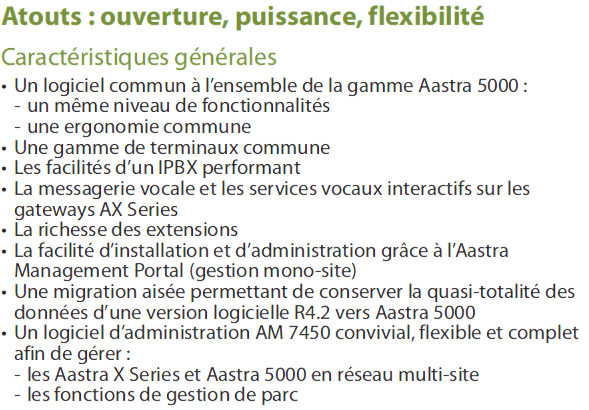 Atouts : ouverture, puissance, flexibilité
Caractéristiques générales
• Un logiciel commun à l’ensemble de la gamme Aastra 5000 :
- un même niveau de fonctionnalités
- une ergonomie commune
• Une gamme de terminaux commune
• Les facilités d’un IPBX performant
• La messagerie vocale et les services vocaux interactifs sur les
gateways AX Series
• La richesse des extensions
• La facilité d’installation et d’administration grâce à l’Aastra
Management Portal (gestion mono-site)
• Une migration aisée permettant de conserver la quasi-totalité des
données d’une version logicielle R4.2 vers Aastra 5000
• Un logiciel d’administration AM 7450 convivial, flexible et complet
afin de gérer :
- les Aastra X Series et Aastra 5000 en réseau multi-site
- les fonctions de gestion de parc